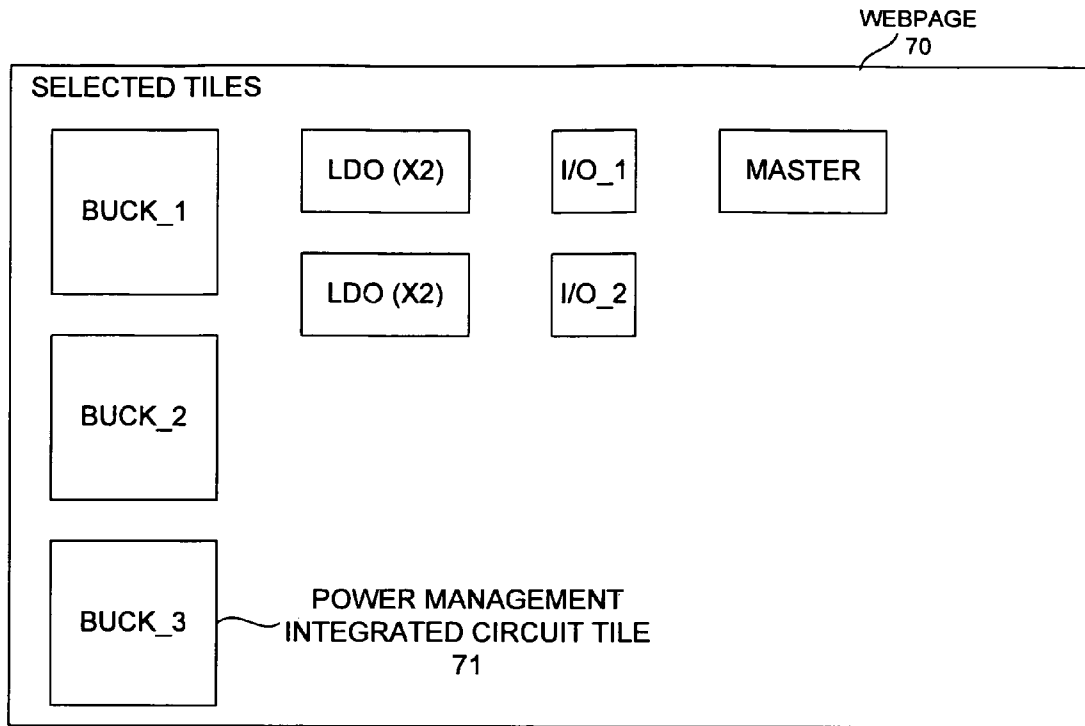 WEBPAGE
70
SELECTED TILES
BUCK_1
LDO (X2)
I/O_1
MASTER
LDO (X2)
I/O_2
BUCK_2
BUCK_3
POWER MANAGEMENT
INTEGRATED CIRCUIT TILE
71